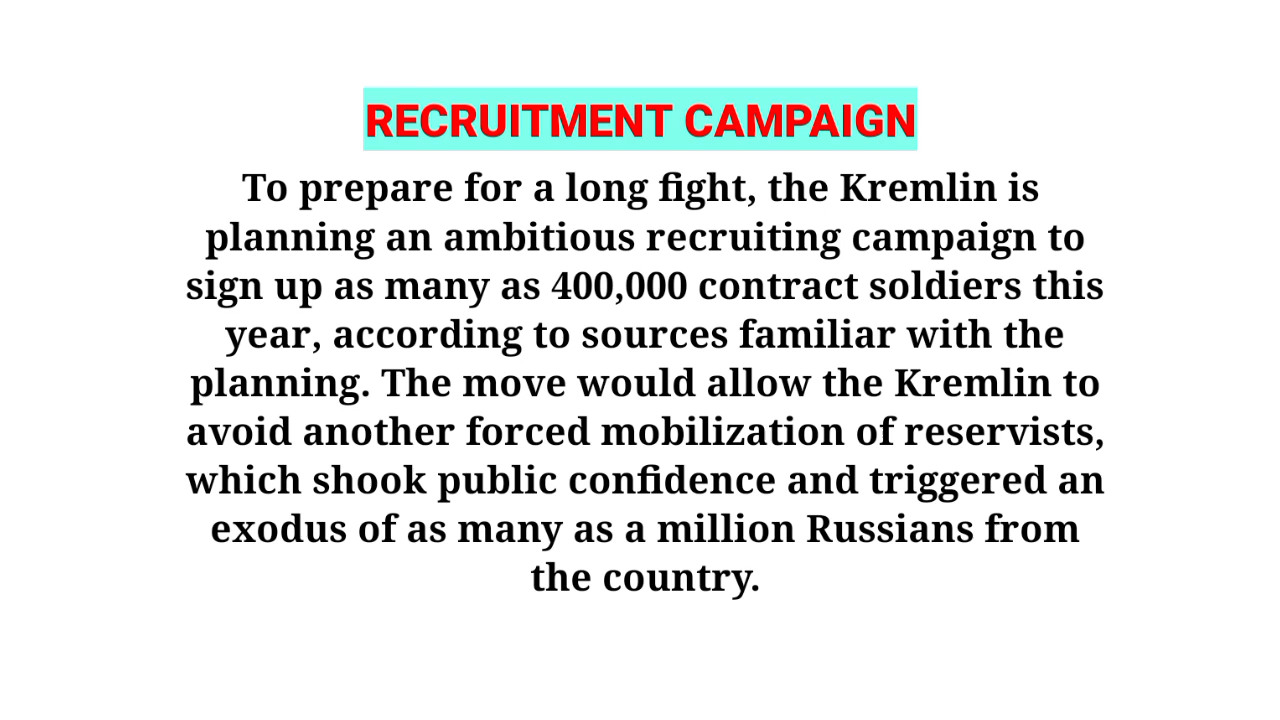 RECRUITMENT CAMPAIGN
To prepare for a long fight, the Kremlin is
planning an ambitious recruiting campaign to
sign up as many as 400,000 contract soldiers this
year, according to sources familiar with the
planning. The move would allow the Kremlin to
avoid another forced mobilization of reservists,
which shook public confidence and triggered an
exodus of as many as a million Russians from
the country.